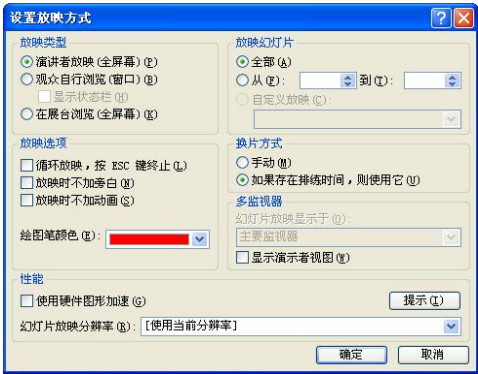 设置放映方式
放映类型
演讲者放映(全屏幕)(P)
观众自行浏览(窗口)(B)
显示状态栏(H)
在展台浏览(全屏幕)(K)
放映幻灯片
全部(A)
从(F): 到(T):
自定义放映(C):
放映选项
循环放映，按 ESC 键终止(L)
放映时不加旁白(N)
放映时不加动画(S)
绘图笔颜色(E):
换片方式
手动(M)
如果存在排练时间，则使用它(U)
多监视器
幻灯片放映显示于(O):
主要监视器
显示演示者视图(W)
性能
使用硬件图形加速(G)
提示(I)
幻灯片放映分辨率(R): [使用当前分辨率]
确定 取消